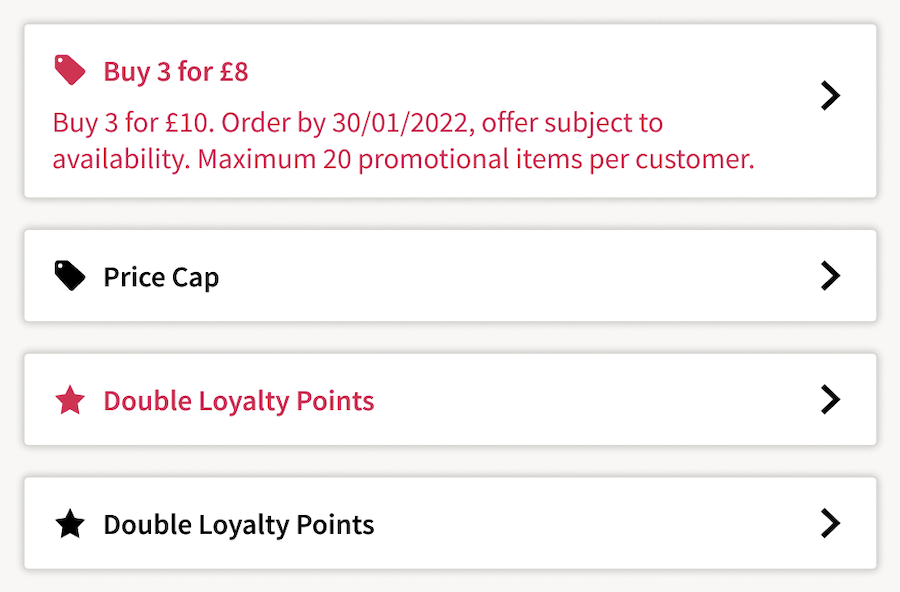 Buy 3 for £8
Buy 3 for £10. Order by 30/01/2022, offer subject to
availability. Maximum 20 promotional items per customer.
Price Cap
Double Loyalty Points
Double Loyalty Points